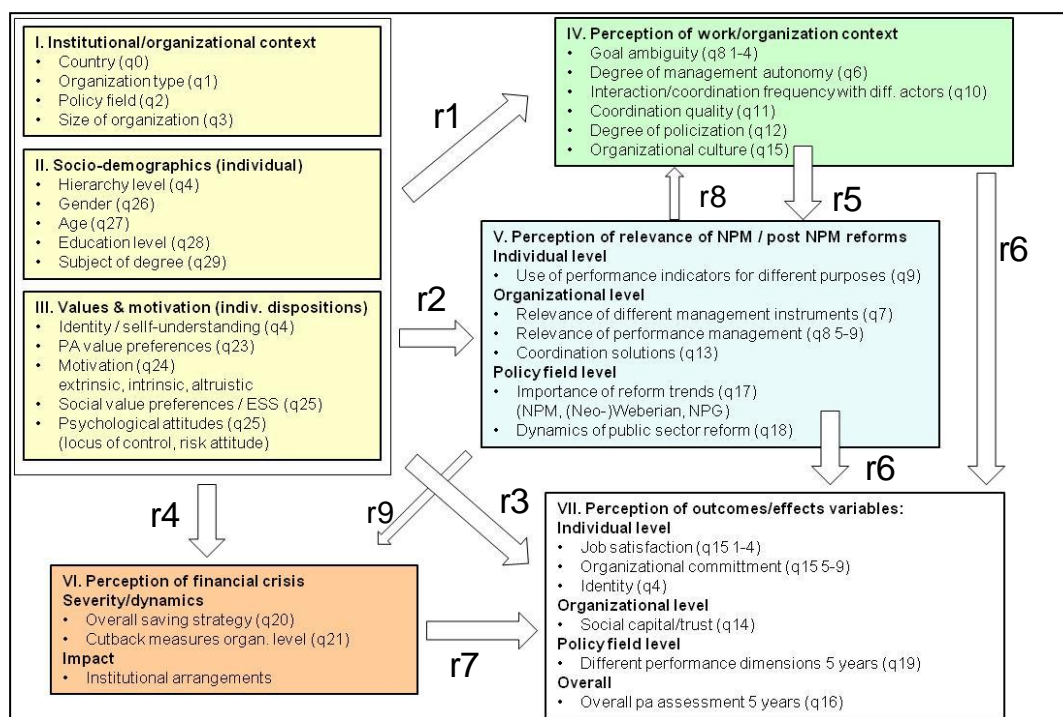 I. Institutional/organizational context
• Country (q0)
• Organization type (q1)
• Policy field (q2)
• Size of organization (q3)
II. Socio-demographics (individual)
• Hierarchy level (q4)
• Gender (q26)
• Age (q27)
• Education level (q28)
• Subject of degree (q29)
III. Values & motivation (indiv. dispositions)
• Identity / sellf-understanding (q4)
• PA value preferences (q23)
• Motivation (q24)
extrinsic, intrinsic, altruistic
• Social value preferences / ESS (q25)
• Psychological attitudes (q25)
(locus of control, risk attitude)
r1
r2
r3
r4
IV. Perception of work/organization context
• Goal ambiguity (q8 1-4)
• Degree of management autonomy (q6)
• Interaction/coordination frequency with diff. actors (q10)
• Coordination quality (q11)
• Degree of policization (q12)
• Organizational culture (q15)
r8
r5
r6
V. Perception of relevance of NPM / post NPM reforms
Individual level
• Use of performance indicators for different purposes (q9)
Organizational level
• Relevance of different management instruments (q7)
• Relevance of performance management (q8 5-9)
• Coordination solutions (q13)
Policy field level
• Importance of reform trends (q17)
(NPM, (Neo-)Weberian, NPG)
• Dynamics of public sector reform (q18)
r9
r6
VI. Perception of financial crisis
Severity/dynamics
• Overall saving strategy (q20)
• Cutback measures organ. level (q21)
Impact
• Institutional arrangements
r7
VII. Perception of outcomes/effects variables:
Individual level
• Job satisfaction (q15 1-4)
• Organizational committment (q15 5-9)
• Identity (q4)
Organizational level
• Social capital/trust (q14)
Policy field level
• Different performance dimensions 5 years (q19)
Overall
• Overall pa assessment 5 years (q16)